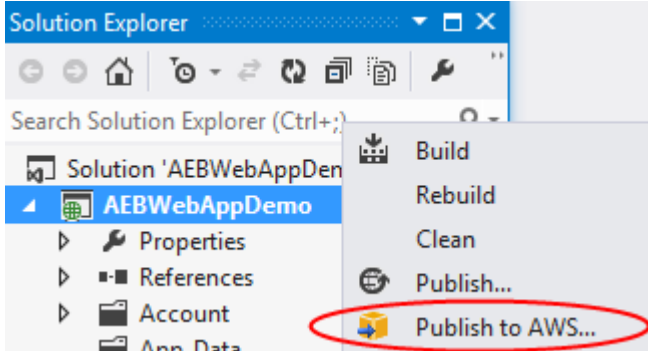 Solution Explorer
Search Solution Explorer (Ctrl+;)
Solution 'AEBWebAppDem
AEBWebAppDemo
Properties
References
Account
App_Data
Build
Rebuild
Clean
Publish...
Publish to AWS...